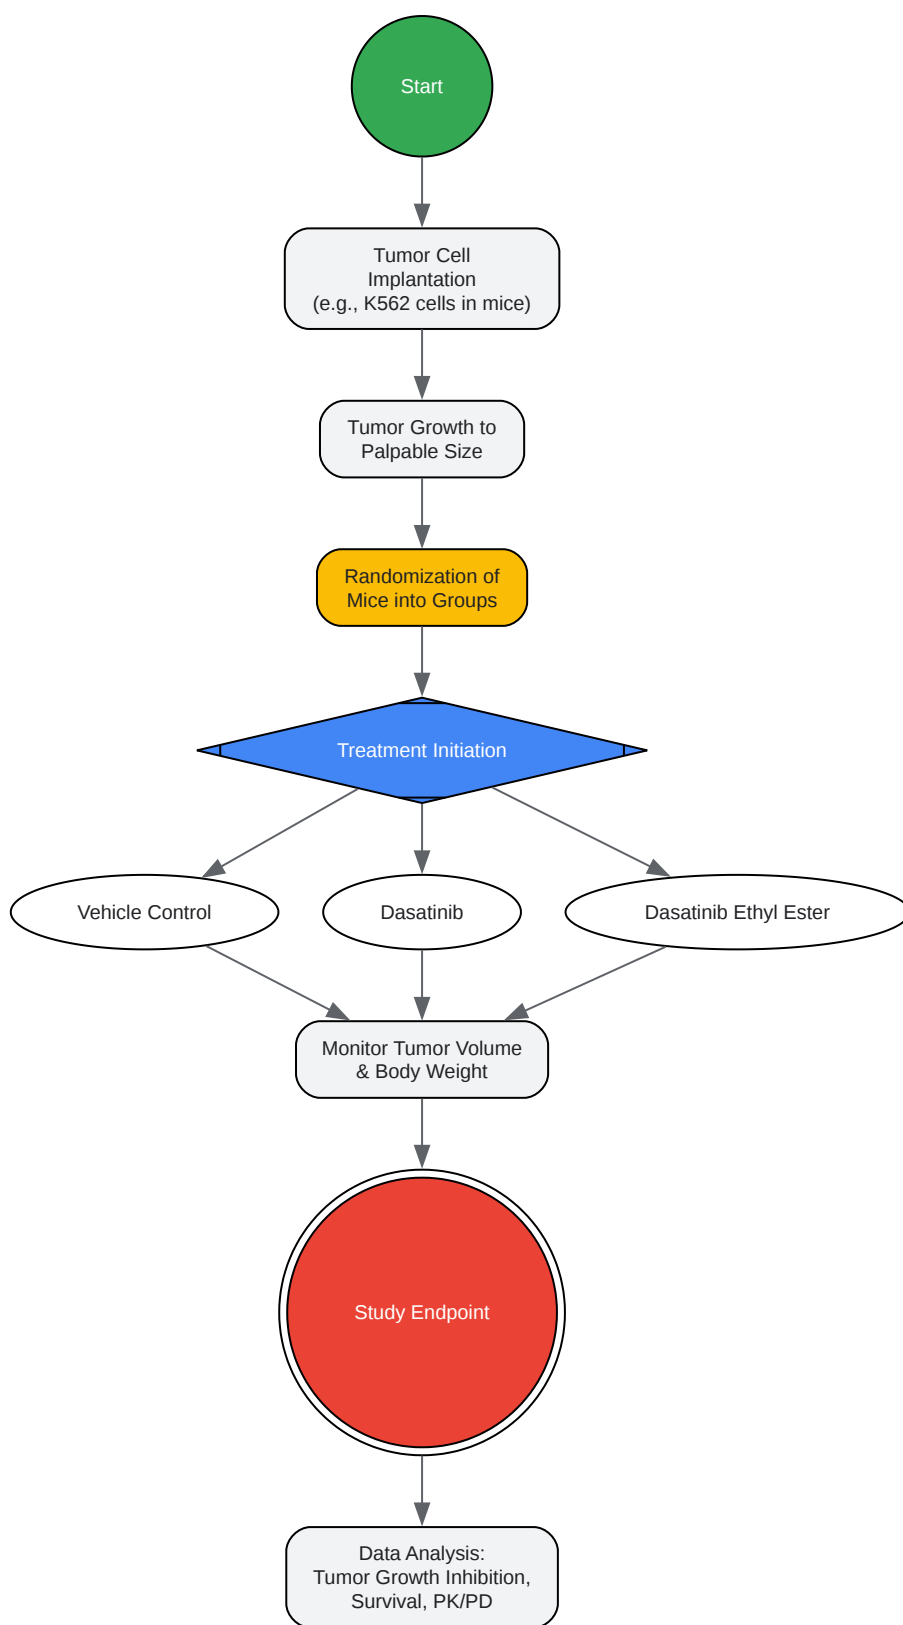 Start
Tumor Cell
Implantation
(e.g., K562 cells in mice)
Tumor Growth to
Palpable Size
Randomization of
Mice into Groups
Treatment Initiation
Vehicle Control
Dasatinib
Dasatinib Ethyl Ester
Monitor Tumor Volume
& Body Weight
Study Endpoint
Data Analysis:
Tumor Growth Inhibition,
Survival, PK/PD